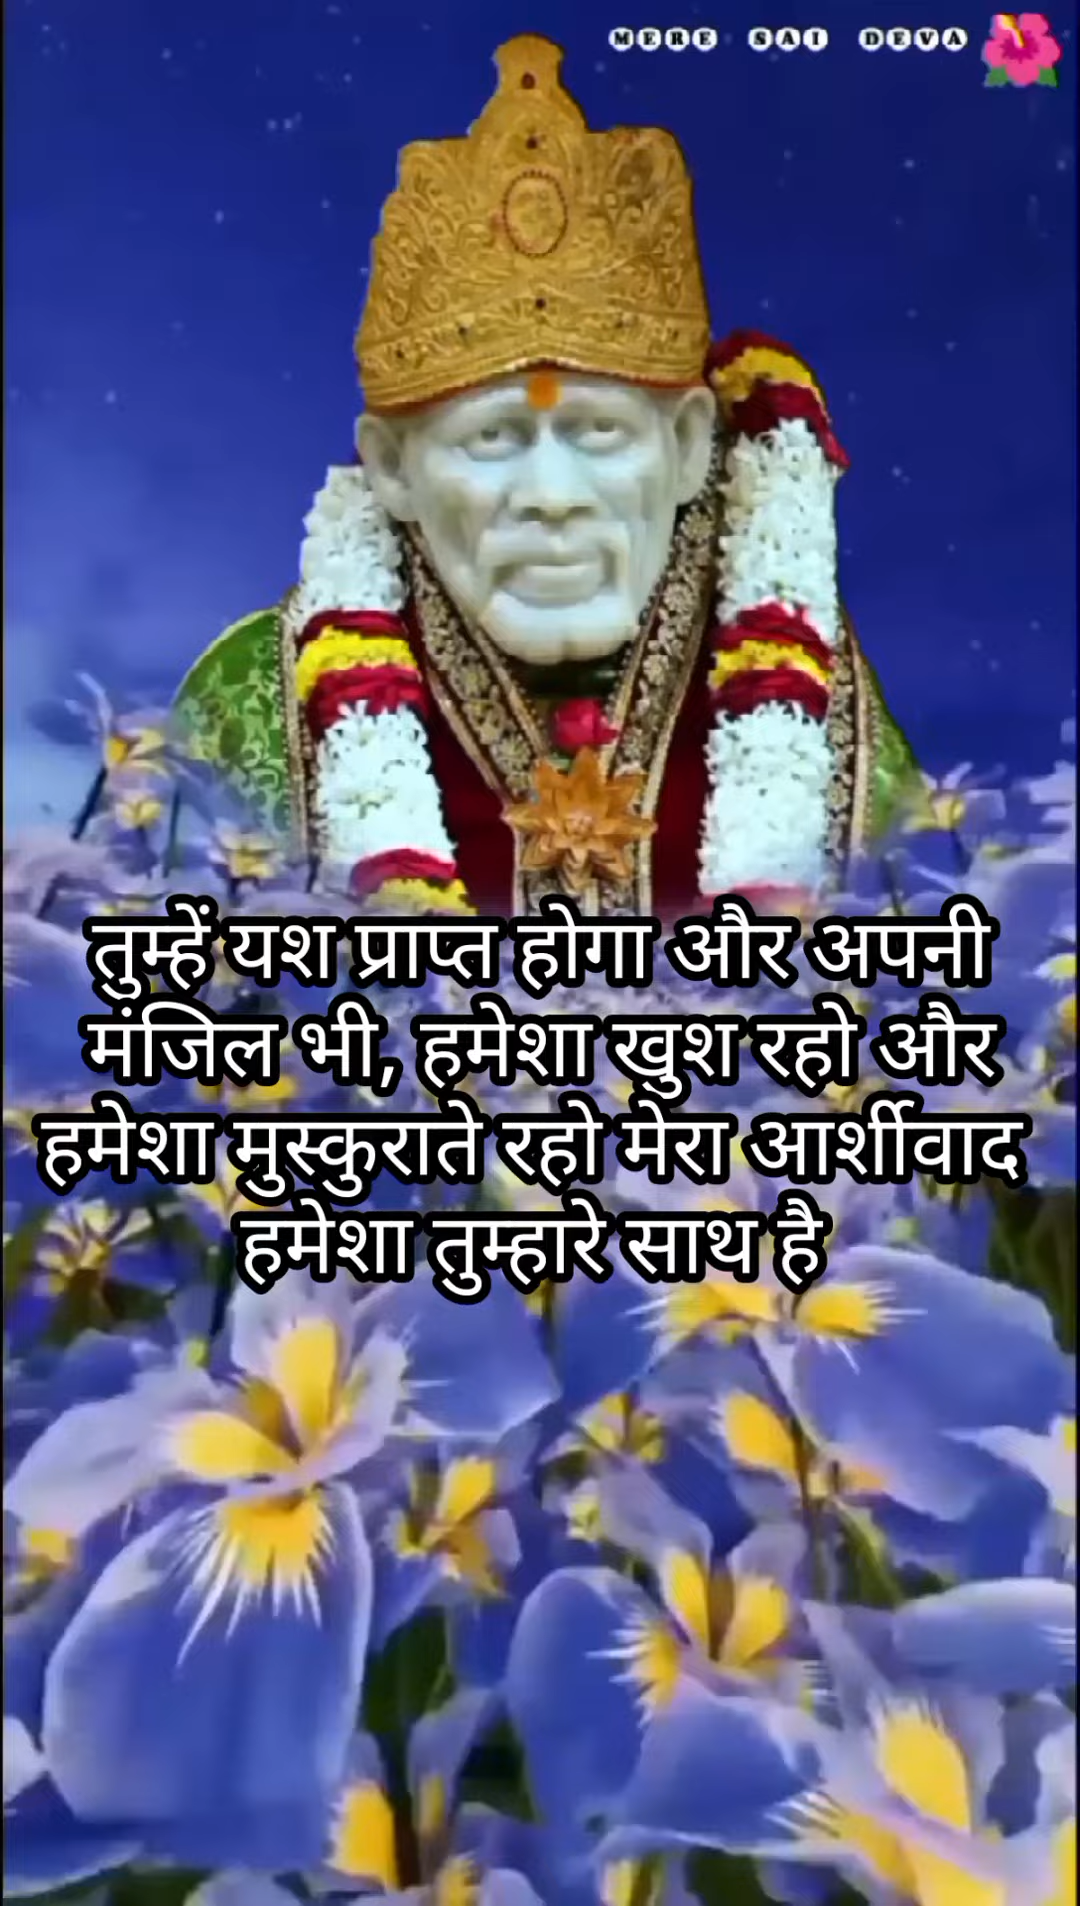 MERE SAI DEVA
तुम्हें यश प्राप्त होगा और अपनी
मंजिल भी, हमेशा खुश रहो और
हमेशा मुस्कुराते रहो मेरा आर्शीवाद
हमेशा तुम्हारे साथ है